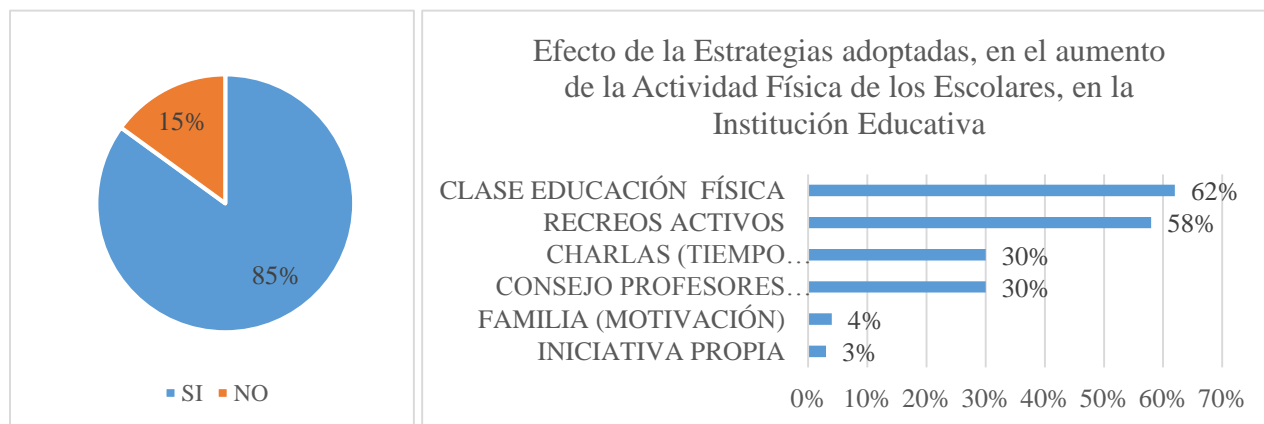 15%
85%
SI NO
Efecto de la Estrategias adoptadas, en el aumento
de la Actividad Física de los Escolares, en la
Institución Educativa
CLASE EDUCACIÓN FÍSICA 62%
RECREOS ACTIVOS 58%
CHARLAS (TIEMPO… 30%
CONSEJO PROFESORES… 30%
FAMILIA (MOTIVACIÓN) 4%
INICIATIVA PROPIA 3%
0% 10% 20% 30% 40% 50% 60% 70%